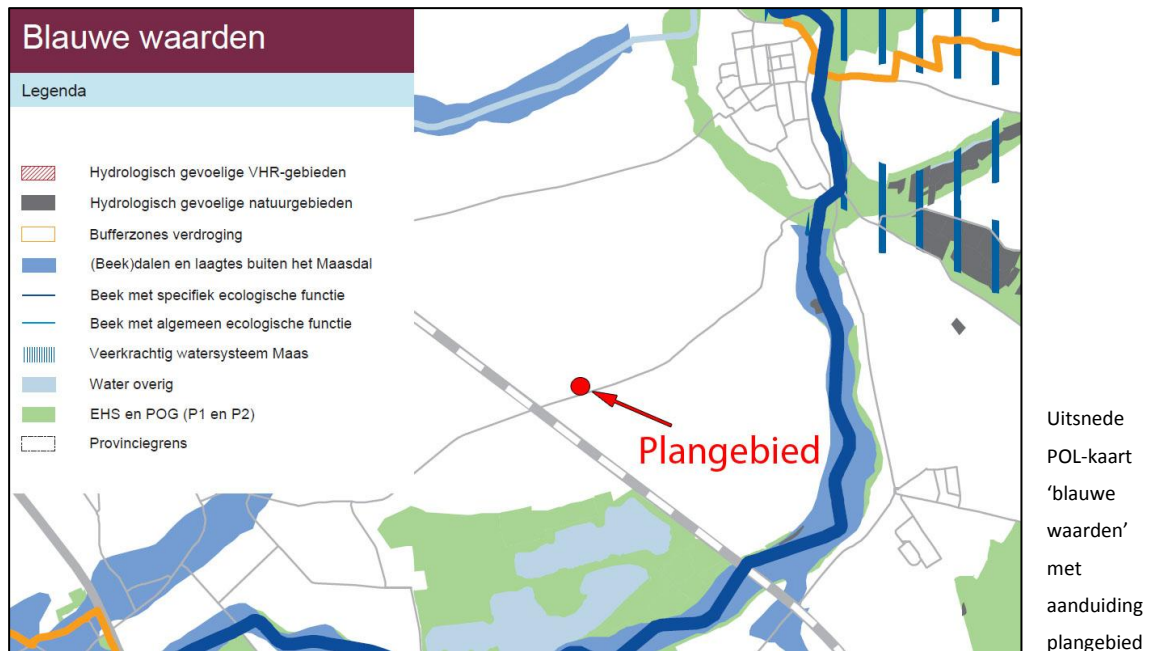 Blauwe waarden
Legenda
Hydrologisch gevoelige VHR-gebieden
Hydrologisch gevoelige natuurgebieden
Bufferzones verdroging
(Beek)dalen en laagtes buiten het Maasdal
Beek met specifiek ecologische functie
Beek met algemeen ecologische functie
Veerkrachtig watersysteem Maas
Water overig
EHS en POG (P1 en P2)
Provinciegrens
Plangebied
Uitsnede
POL-kaart
‘blauwe
waarden’
met
aanduiding
plangebied